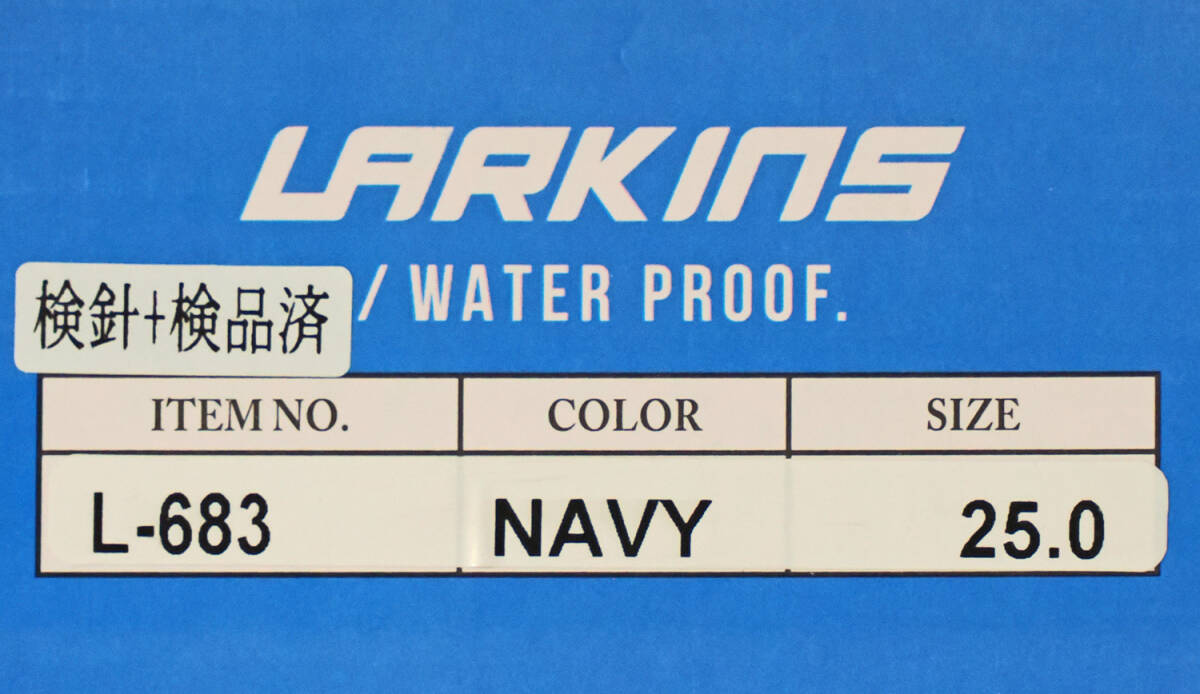 LARKINS
検針+検品済 / WATER PROOF.
ITEM NO. COLOR SIZE
L-683 NAVY 25.0